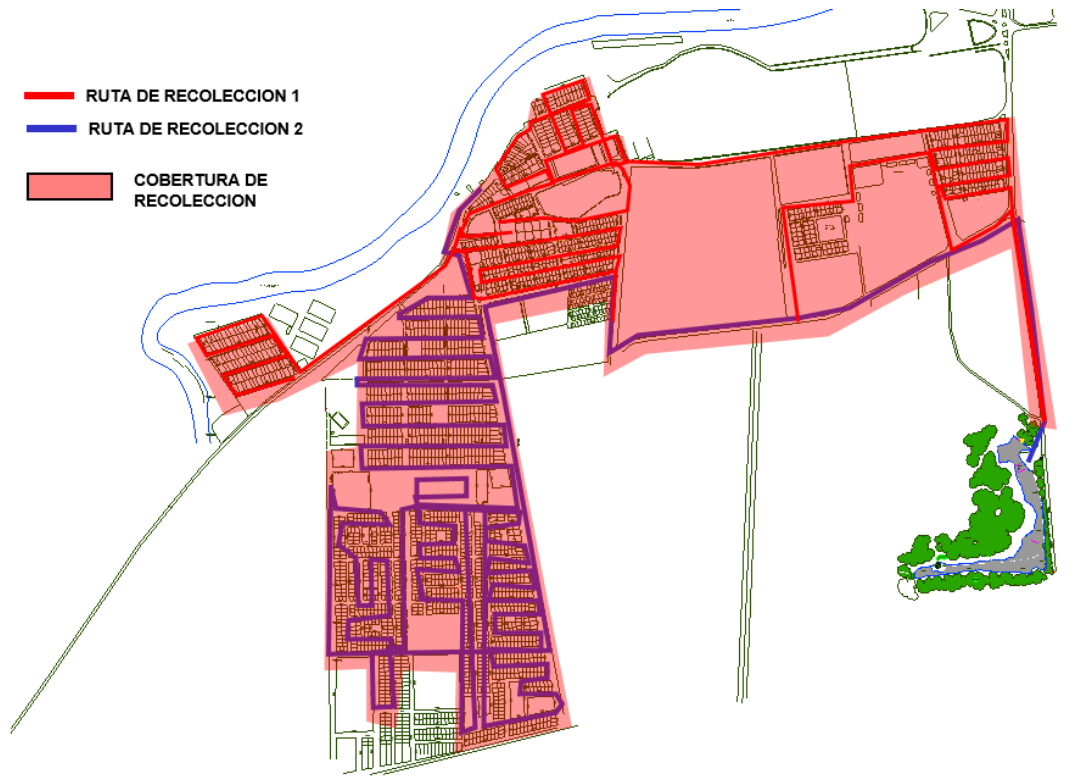 RUTA DE RECOLECCION 1
RUTA DE RECOLECCION 2
COBERTURA DE
RECOLECCION